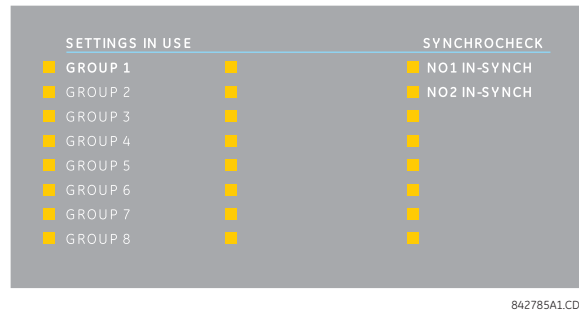 SETTINGS IN USE SYNCHROCHECK
GROUP 1 NO1 IN-SYNCH
GROUP 2 NO2 IN-SYNCH
GROUP 3
GROUP 4
GROUP 5
GROUP 6
GROUP 7
GROUP 8
842785A1.CD